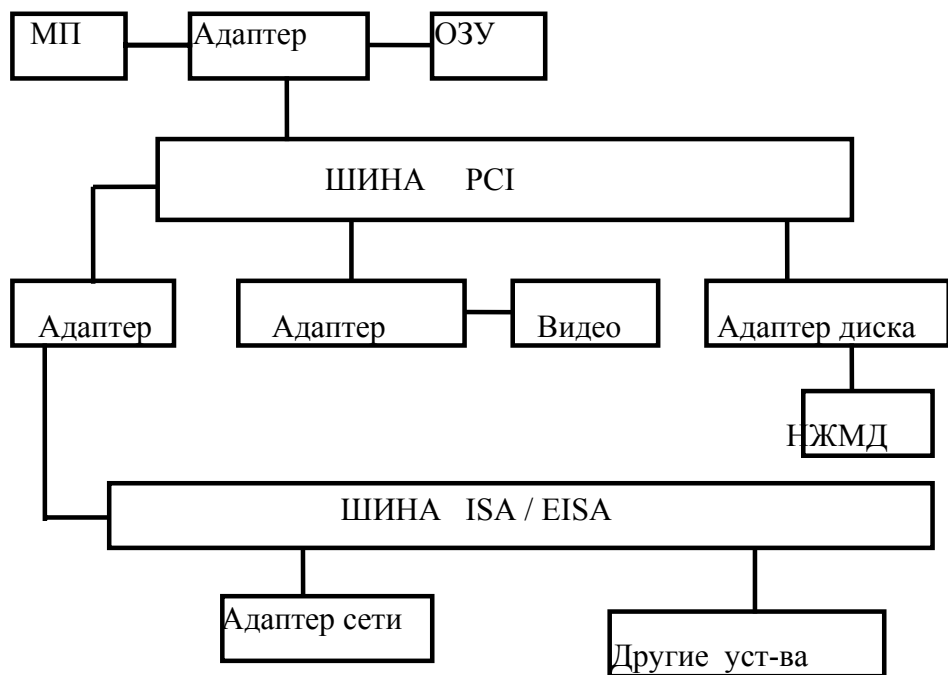 МП Адаптер ОЗУ
ШИНА PCI
Адаптер Адаптер Видео Адаптер диска
НЖМД
ШИНА ISA / EISA
Адаптер сети
Другие уст-ва